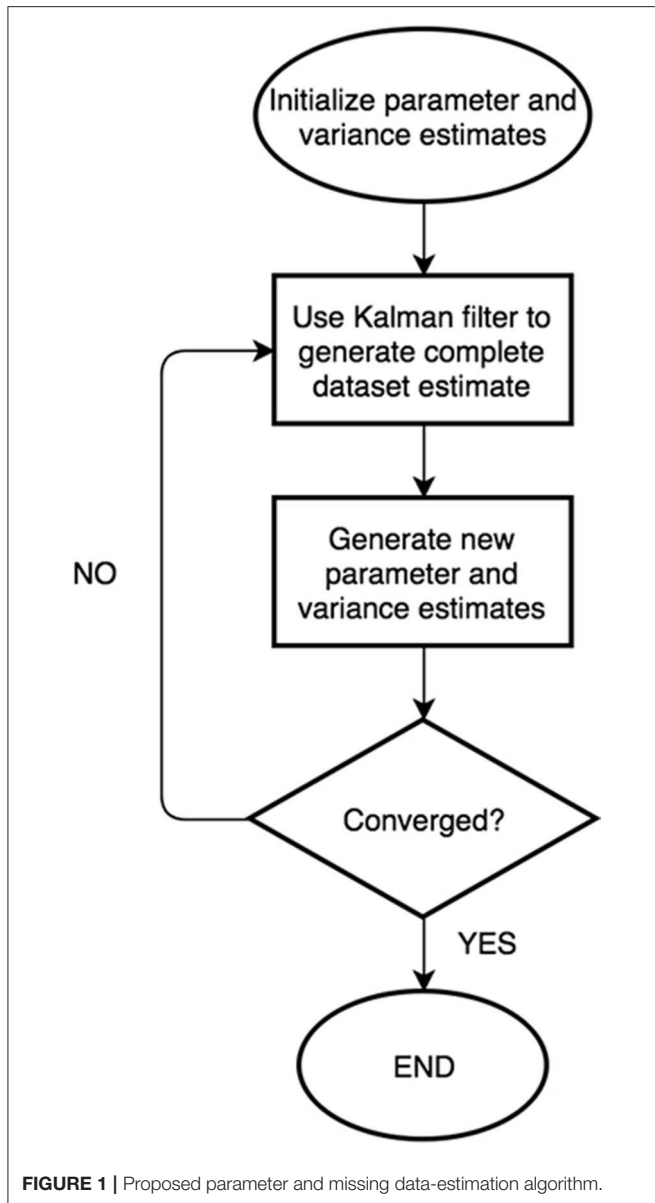 Initialize parameter and
variance estimates
Use Kalman filter to
generate complete
dataset estimate
Generate new
parameter and
variance estimates
NO
Converged?
YES
END
FIGURE 1 | Proposed parameter and missing data-estimation algorithm.